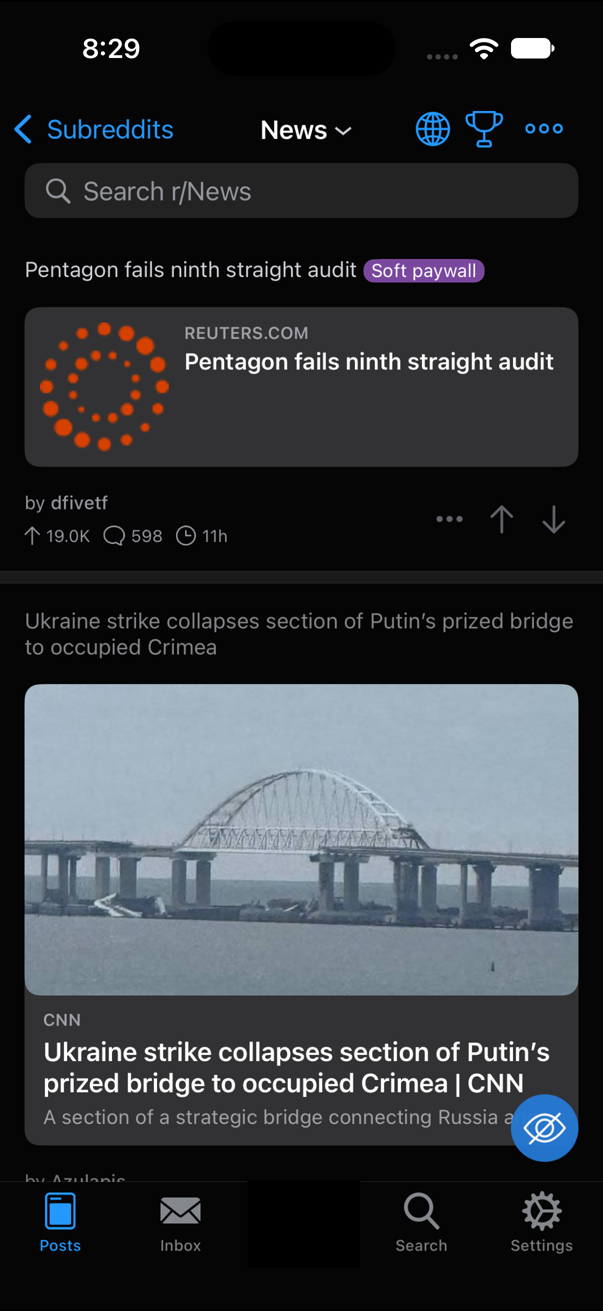 8:29
Subreddits
News
Search r/News
Pentagon fails ninth straight audit Soft paywall
REUTERS.COM
Pentagon fails ninth straight audit
by dfivetf
19.0K 598 11h
Ukraine strike collapses section of Putin’s prized bridge
to occupied Crimea
CNN
Ukraine strike collapses section of Putin’s
prized bridge to occupied Crimea | CNN
A section of a strategic bridge connecting Russia a
by Azulanis
Posts
Inbox
Search
Settings